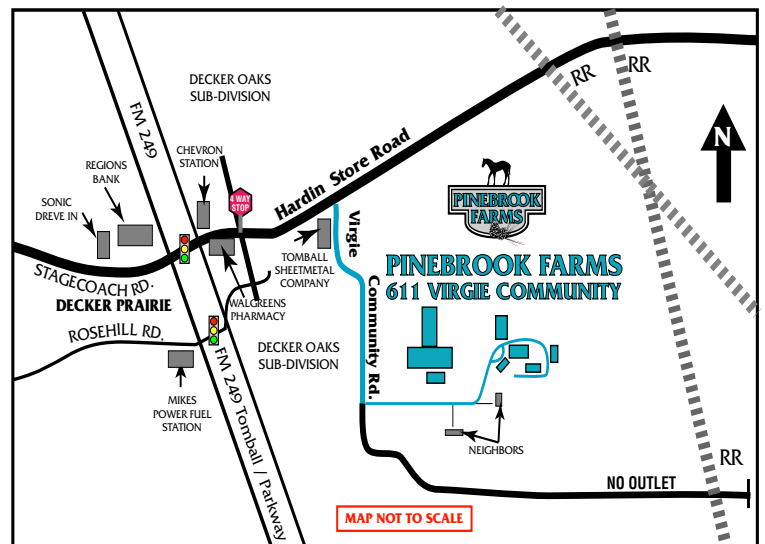 DECKER OAKS
SUB-DIVISION
RR
RR
FM 249
N
CHEVRON
STATION
REGIONS
BANK
4 WAY
STOP
Hardin Store Road
SONIC
DREVE IN
PINEBROOK
FARMS
Virgie
TOMBALL
SHEETMETAL
COMPANY
PINEBROOK FARMS
611 VIRGIE COMMUNITY
STAGECOACH RD.
DECKER PRAIRIE
WALGREENS
PHARMACY
Community Rd.
ROSEHILL RD.
DECKER OAKS
SUB-DIVISION
FM 249 Tomball / Parkway
MIKES
POWER FUEL
STATION
NEIGHBORS
RR
NO OUTLET
MAP NOT TO SCALE